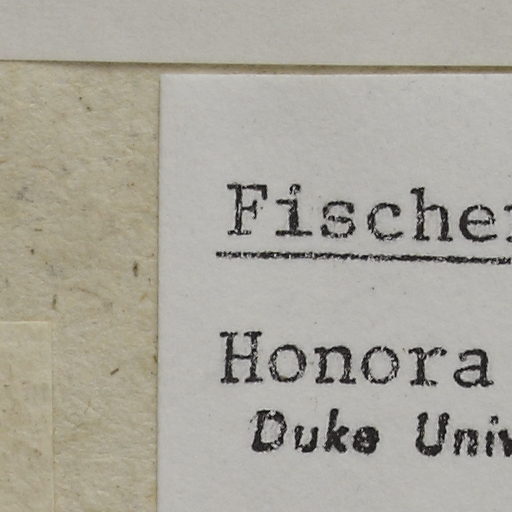 Fischer
Honora
Duke Univ